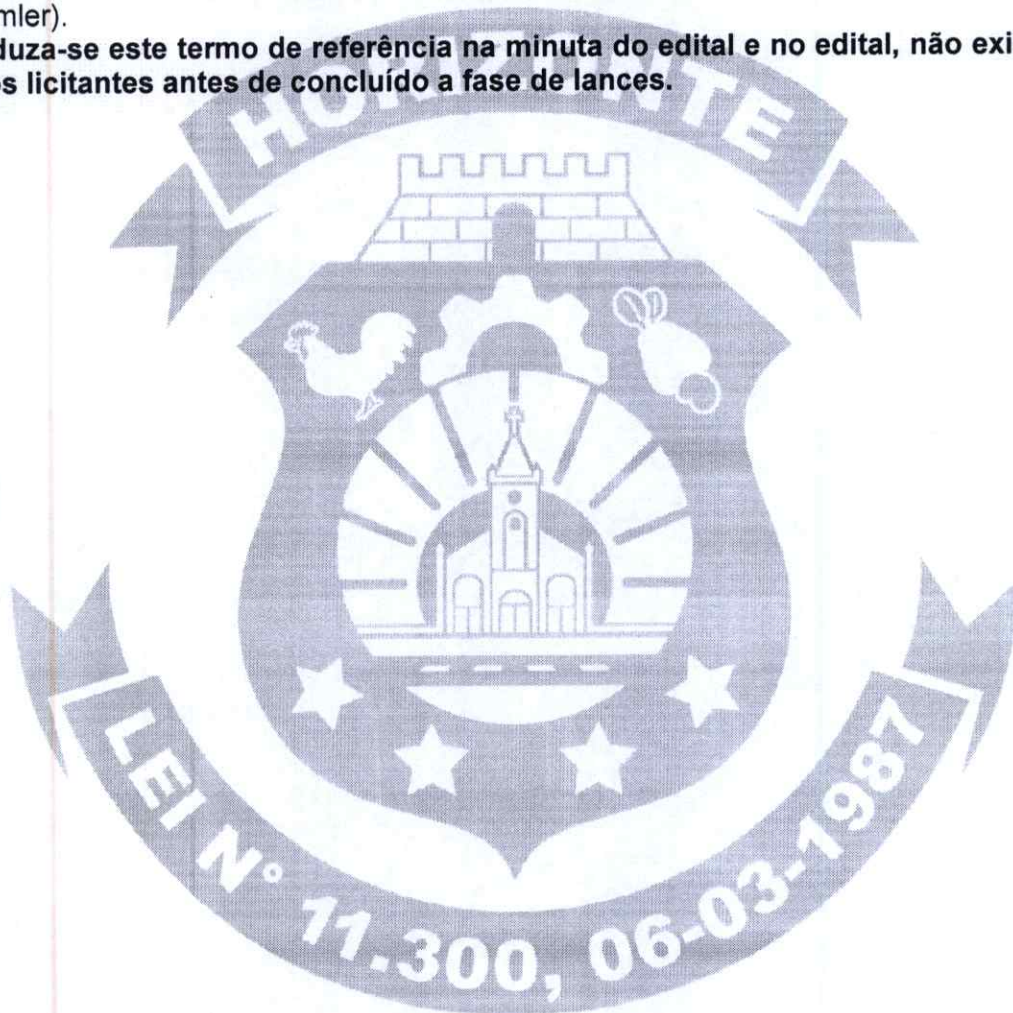 mler).
duza-se este termo de referência na minuta do edital e no edital, não exi
s licitantes antes de concluído a fase de lances.
HORIZONTE
LEI N° 11.300, 06-03-1987